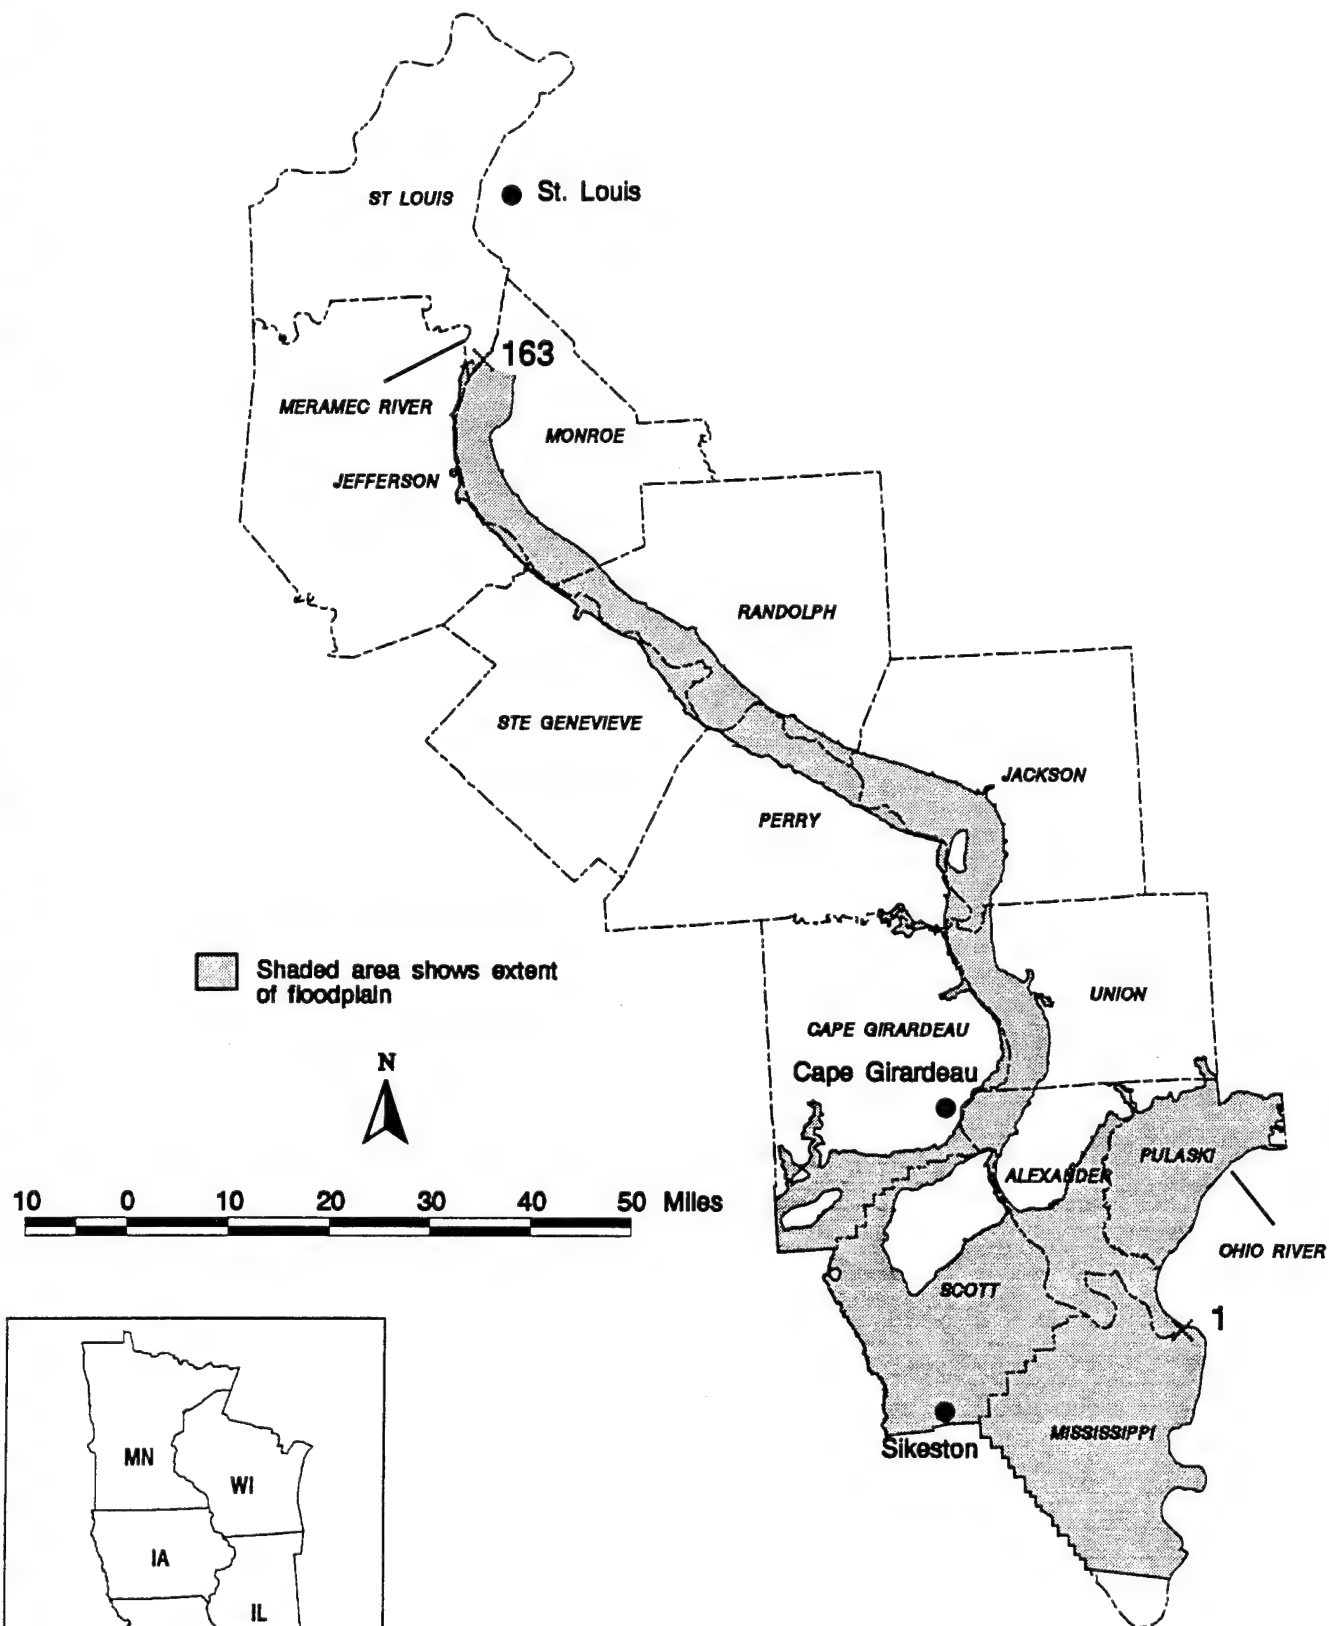 ST LOUIS
St. Louis
163
MERAMEC RIVER
MONROE
JEFFERSON
RANDOLPH
STE GENEVIEVE
JACKSON
PERRY
Shaded area shows extent
of floodplain
UNION
CAPE GIRARDEAU
N
Cape Girardeau
PULASKI
ALEXANDER
10 0 10 20 30 40 50 Miles
OHIO RIVER
SCOTT
1
MISSISSIPPI
Sikeston
MN
WI
IA
IL